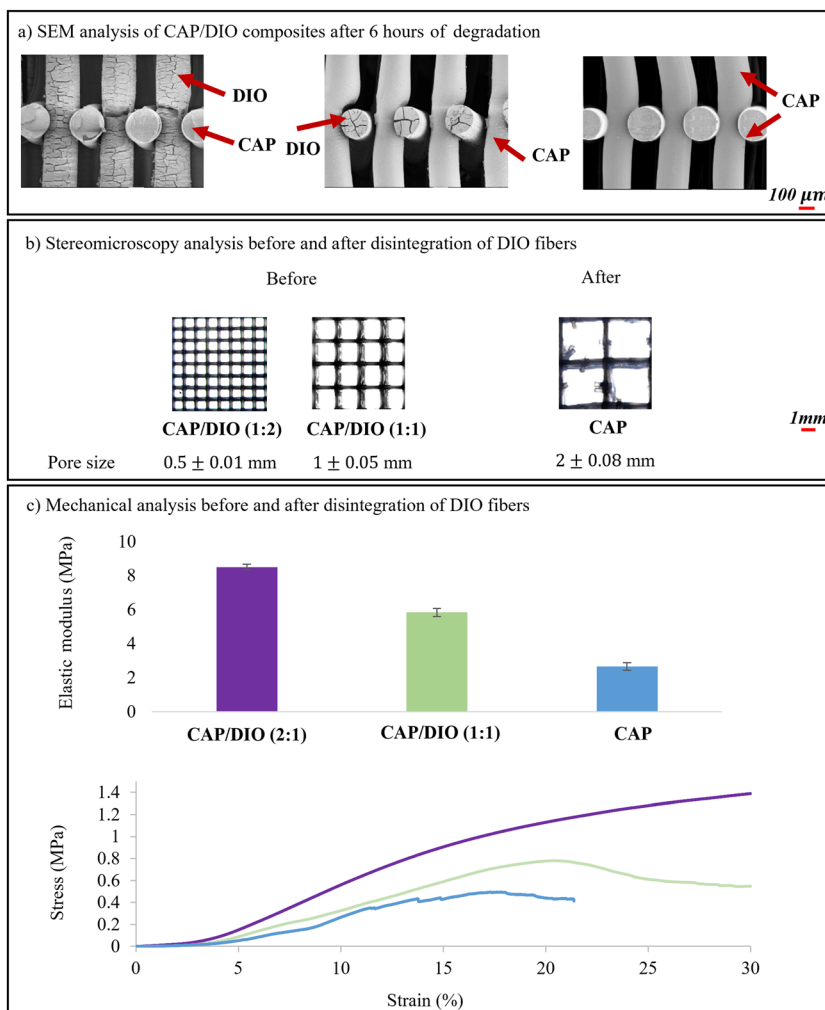 a) SEM analysis of CAP/DIO composites after 6 hours of degradation
DIO
CAP
DIO
CAP
CAP
100 μm
b) Stereomicroscopy analysis before and after disintegration of DIO fibers
Before
After
CAP/DIO (1:2)
CAP/DIO (1:1)
CAP
1mm
Pore size
0.5 ± 0.01 mm
1 ± 0.05 mm
2 ± 0.08 mm
c) Mechanical analysis before and after disintegration of DIO fibers
Elastic modulus (MPa)
10
8
6
4
2
0
CAP/DIO (2:1)
CAP/DIO (1:1)
CAP
Stress (MPa)
1.4
1.2
1
0.8
0.6
0.4
0.2
0
0
5
10
15
20
25
30
Strain (%)